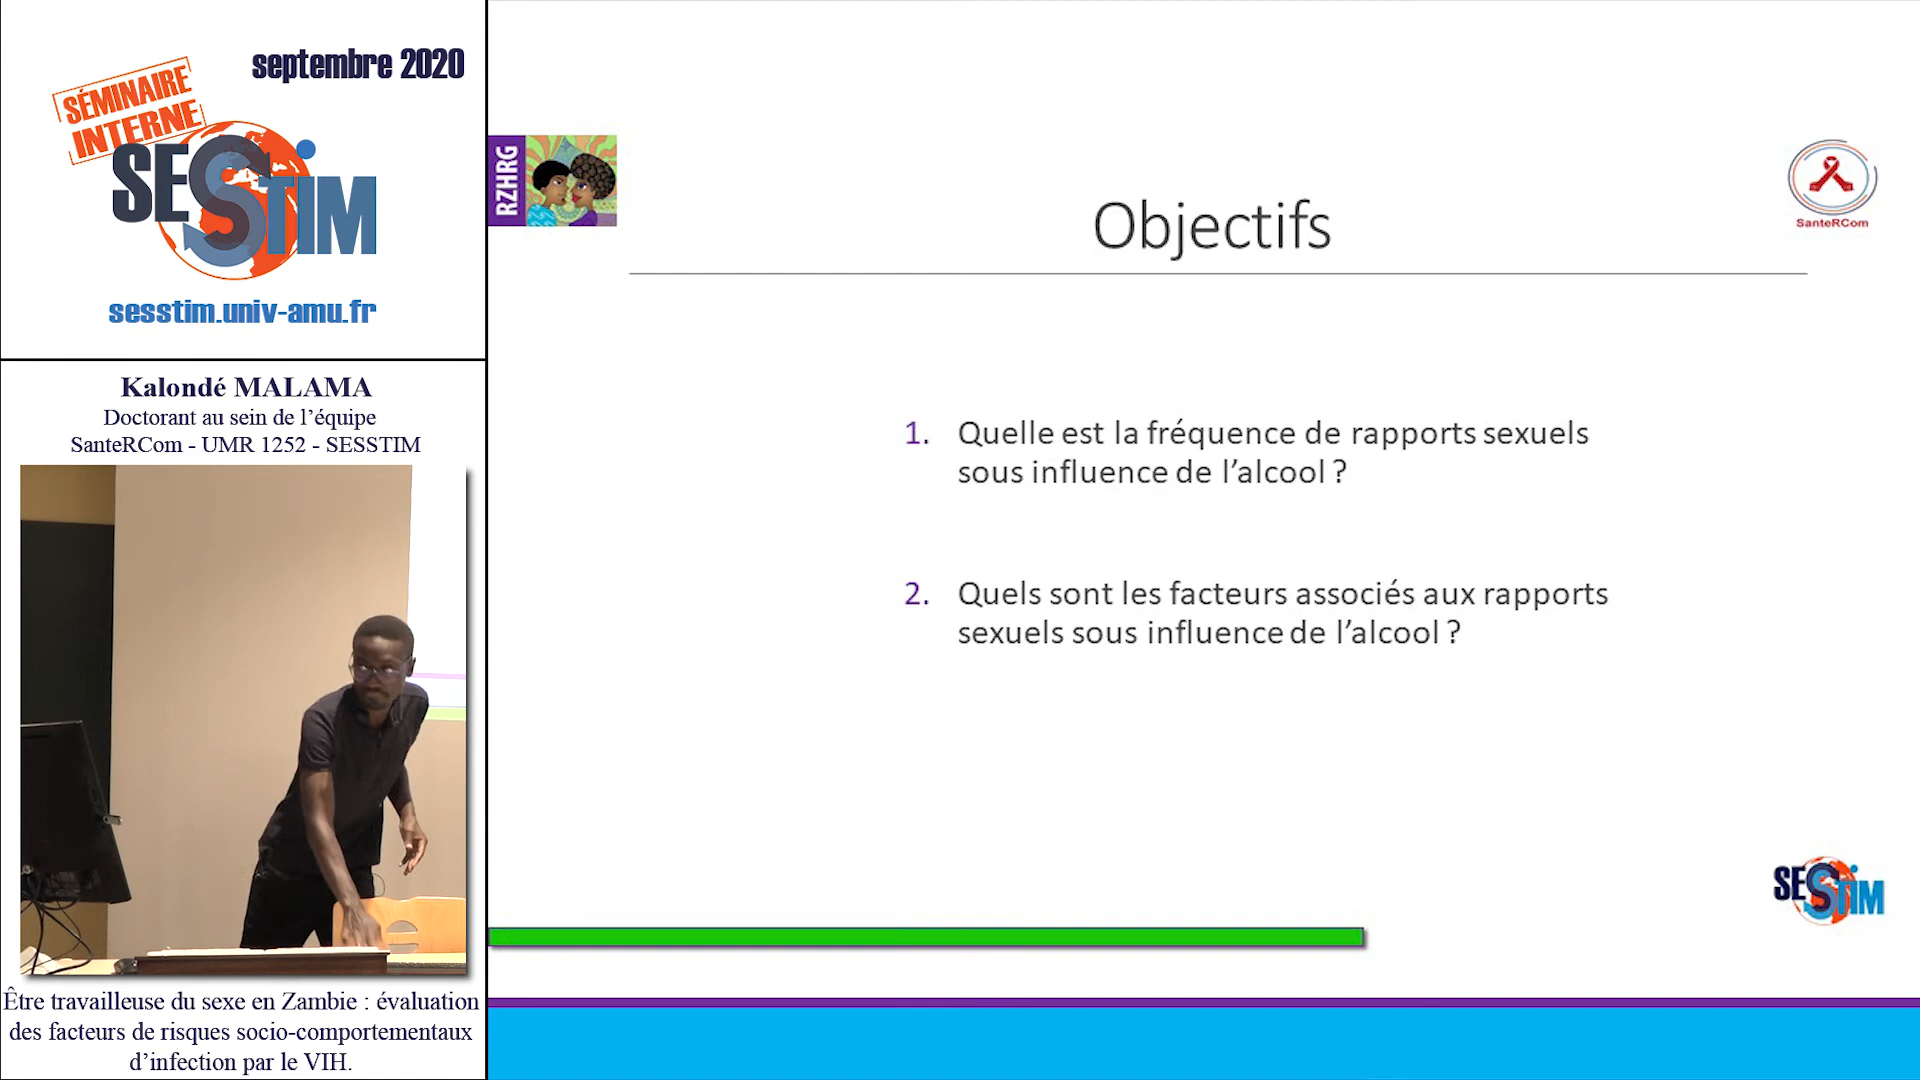 septembre 2020
SÉMINAIRE
INTERNE
SESSTIM
sesstim.univ-amu.fr
Kalondé MALAMA
Doctorant au sein de l’équipe
SanteRCom - UMR 1252 - SESSTIM
Être travailleuse du sexe en Zambie : évaluation
des facteurs de risques socio-comportementaux
d’infection par le VIH.
RZHRG
Objectifs
SanteRCom
1. Quelle est la fréquence de rapports sexuels
sous influence de l’alcool ?
2. Quels sont les facteurs associés aux rapports
sexuels sous influence de l’alcool ?
SESSTIM